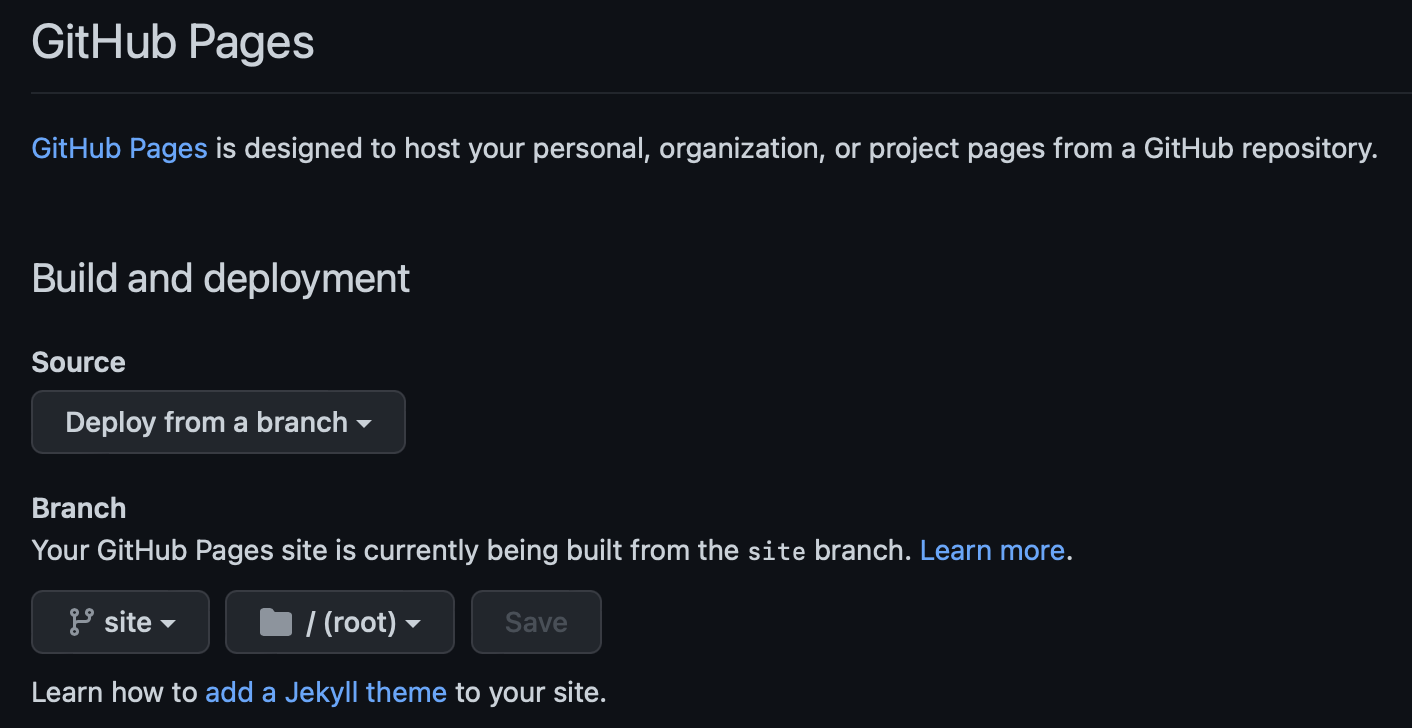 GitHub Pages
GitHub Pages is designed to host your personal, organization, or project pages from a GitHub repository.
Build and deployment
Source
Deploy from a branch
Branch
Your GitHub Pages site is currently being built from the site branch. Learn more.
site / (root) Save
Learn how to add a Jekyll theme to your site.